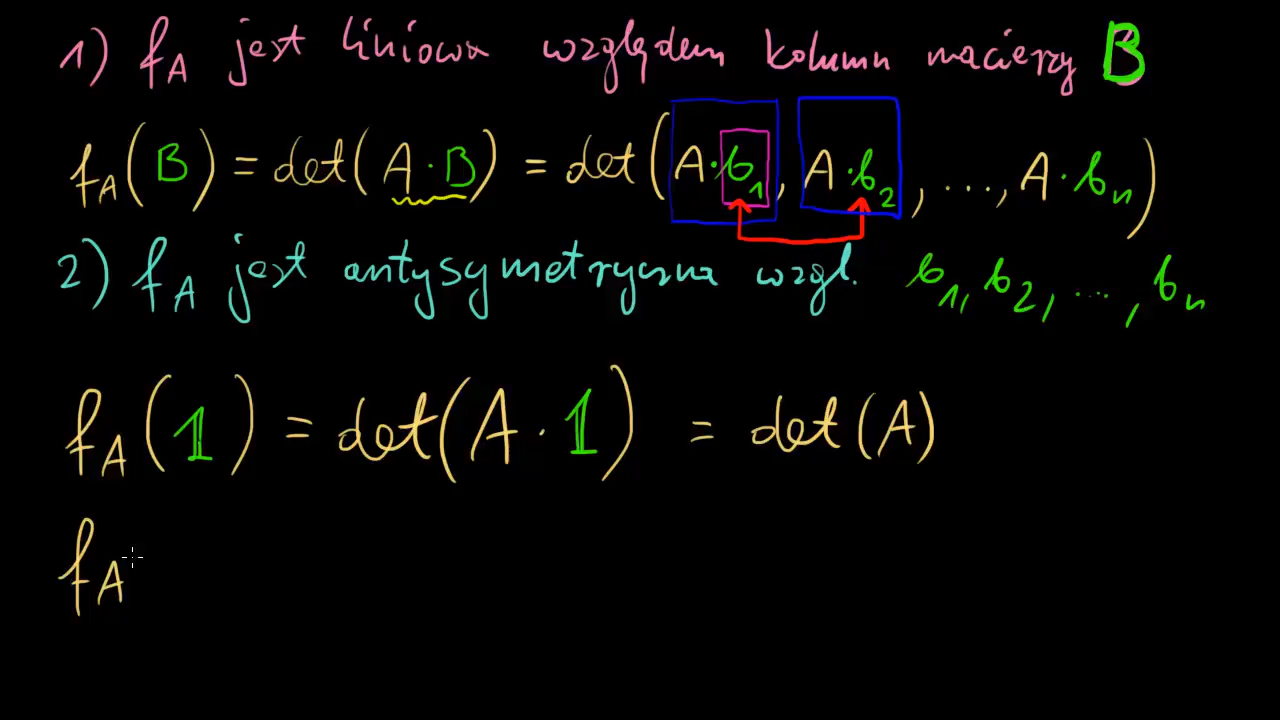 1) f_A jest liniowa względem kolumn macierzy B
f_A(B) = det(A · B) = det(A · b_1, A · b_2, ..., A · b_n)
2) f_A jest antysymetryczna wzgl. b_1, b_2, ..., b_n
f_A(𝟙) = det(A · 𝟙) = det(A)
f_A